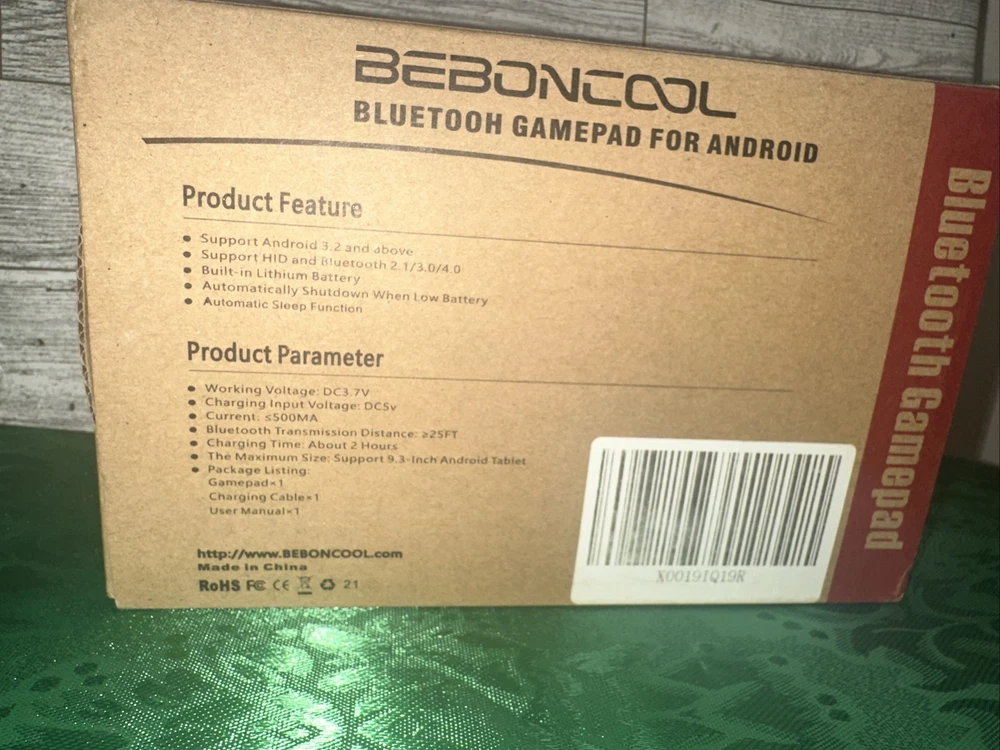 BEBONCOOL
BLUETOOH GAMEPAD FOR ANDROID
Product Feature
● Support Android 3.2 and above
● Support HID and Bluetooth 2.1/3.0/4.0
● Built-in Lithium Battery
● Automatically Shutdown When Low Battery
● Automatic Sleep Function
Product Parameter
● Working Voltage: DC3.7V
● Charging Input Voltage: DC5v
● Current: ≤500MA
● Bluetooth Transmission Distance: ≥25FT
● Charging Time: About 2 Hours
● The Maximum Size: Support 9.3-Inch Android Tablet
● Package Listing:
Gamepad×1
Charging Cable×1
User Manual×1
http://www.BEBONCOOL.com
Made In China
RoHS FC CE 21
X0019IQ19R
Bluetooth Gamepad